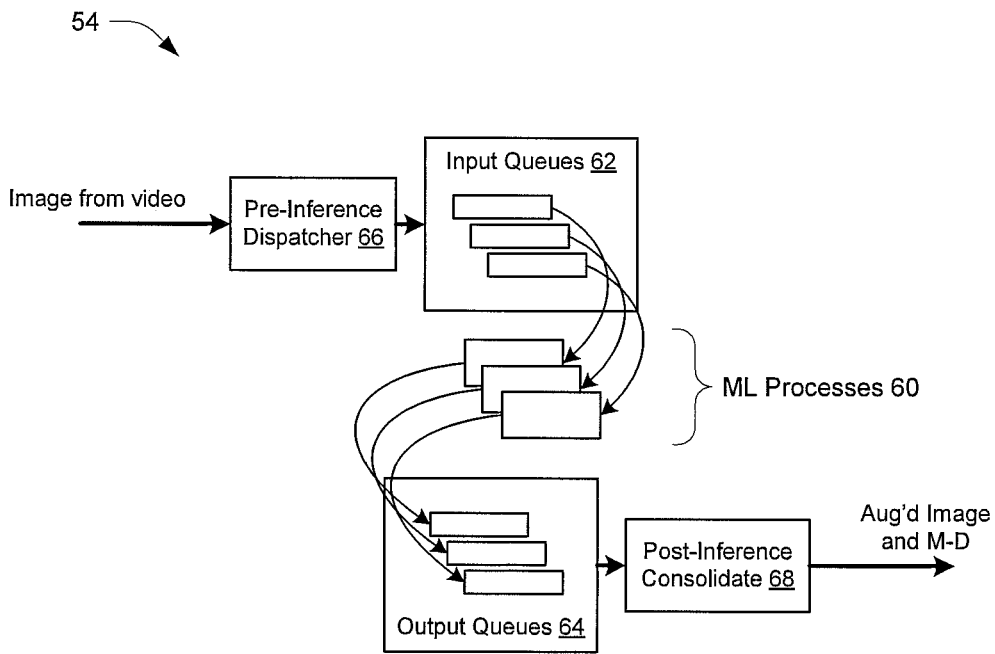 54
Image from video
Pre-Inference
Dispatcher 66
Input Queues 62
ML Processes 60
Output Queues 64
Post-Inference
Consolidate 68
Aug'd Image
and M-D